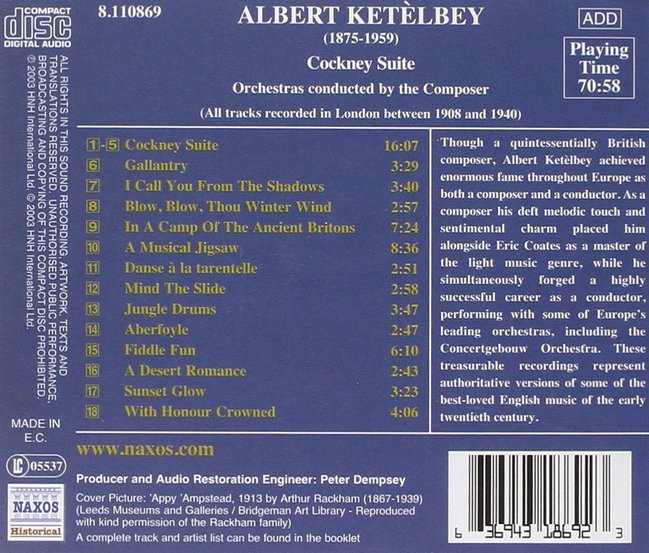 COMPACT
disc
DIGITAL AUDIO
8.110869
ALBERT KETÈLBEY
(1875-1959)
Cockney Suite
Orchestras conducted by the Composer
(All tracks recorded in London between 1908 and 1940)
ADD
Playing
Time
70:58
1-5 Cockney Suite 16:07
6 Gallantry 3:29
7 I Call You From The Shadows 3:40
8 Blow, Blow, Thou Winter Wind 2:57
9 In A Camp Of The Ancient Britons 7:24
10 A Musical Jigsaw 8:36
11 Danse à la tarentelle 2:51
12 Mind The Slide 2:58
13 Jungle Drums 3:47
14 Aberfoyle 2:47
15 Fiddle Fun 6:10
16 A Desert Romance 2:43
17 Sunset Glow 3:23
18 With Honour Crowned 4:06
Though a quintessentially British
composer, Albert Ketèlbey achieved
enormous fame throughout Europe as
both a composer and a conductor. As a
composer his deft melodic touch and
sentimental charm placed him
alongside Eric Coates as a master of
the light music genre, while he
simultaneously forged a highly
successful career as a conductor,
performing with some of Europe's
leading orchestras, including the
Concertgebouw Orchestra. These
treasurable recordings represent
authoritative versions of some of the
best-loved English music of the early
twentieth century.
ALL RIGHTS IN THIS SOUND RECORDING, ARTWORK, TEXTS AND
TRANSLATIONS RESERVED. UNAUTHORISED PUBLIC PERFORMANCE,
BROADCASTING AND COPYING OF THIS COMPACT DISC PROHIBITED.
℗ 2003 HNH International Ltd. © 2003 HNH International Ltd.
MADE IN
E.C.
LC 05537
NAXOS
Historical
www.naxos.com
Producer and Audio Restoration Engineer: Peter Dempsey
Cover Picture: 'Appy 'Ampstead, 1913 by Arthur Rackham (1867-1939)
(Leeds Museums and Galleries / Bridgeman Art Library - Reproduced
with kind permission of the Rackham family)
A complete track and artist list can be found in the booklet
6 36943 18692 3